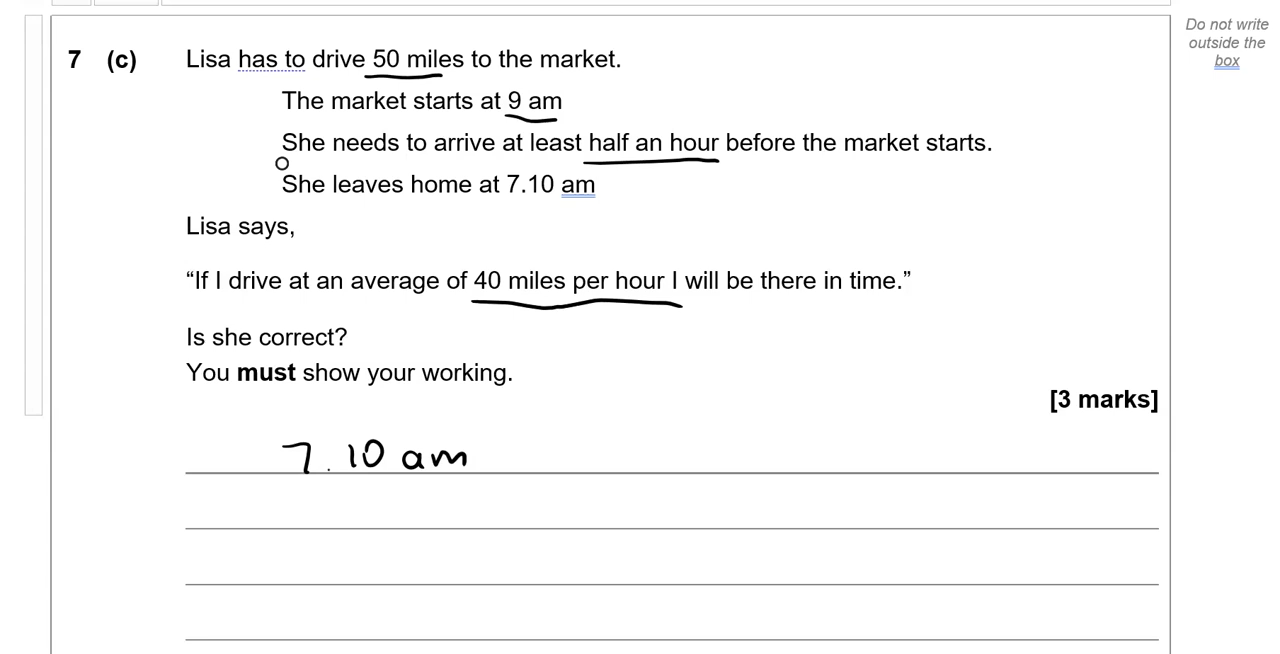 Do not write
outside the
box
7 (c) Lisa has to drive 50 miles to the market.
The market starts at 9 am
She needs to arrive at least half an hour before the market starts.
She leaves home at 7.10 am
Lisa says,
“If I drive at an average of 40 miles per hour I will be there in time.”
Is she correct?
You must show your working.
[3 marks]
7.10 am